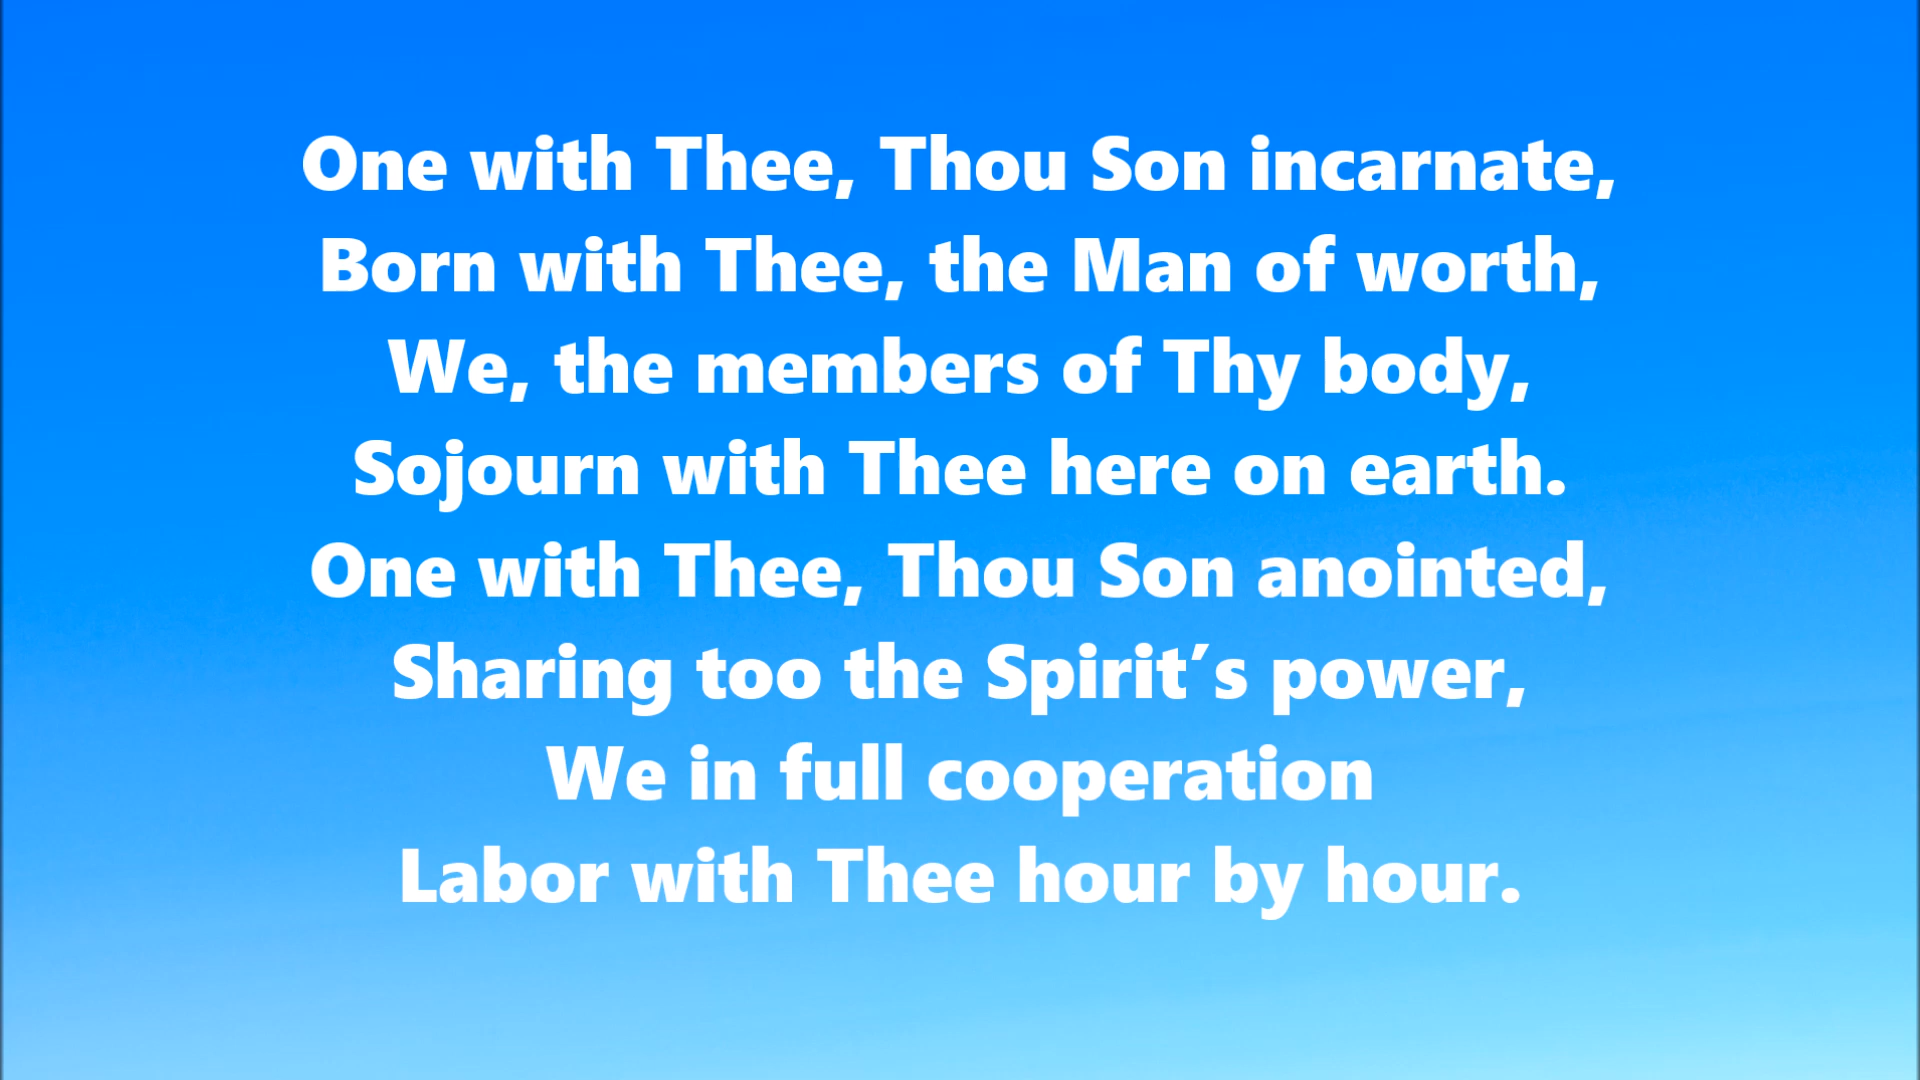 One with Thee, Thou Son incarnate,
Born with Thee, the Man of worth,
We, the members of Thy body,
Sojourn with Thee here on earth.
One with Thee, Thou Son anointed,
Sharing too the Spirit′s power,
We in full cooperation
Labor with Thee hour by hour.